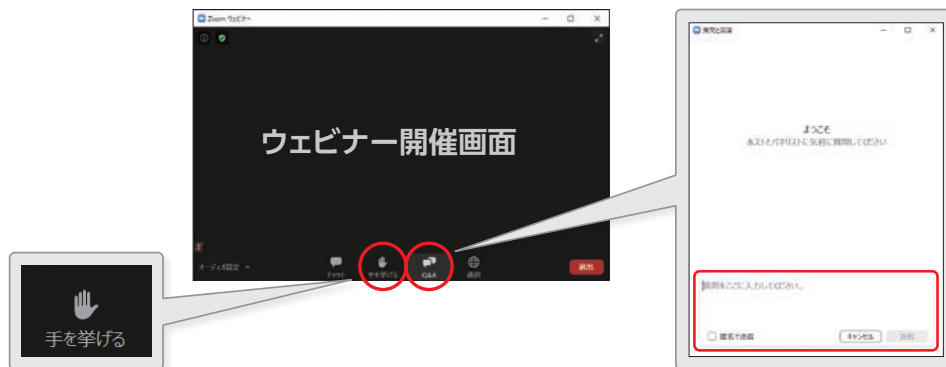 Zoom ウェビナー
ウェビナー開催画面
オーディオ設定
チャット
手を挙げる
Q&A
通訳
退出
手を挙げる
質問と回答
ようこそ
ホストとパネリストに気軽に質問してください
質問をここに入力してください。
匿名で送信
キャンセル
送信